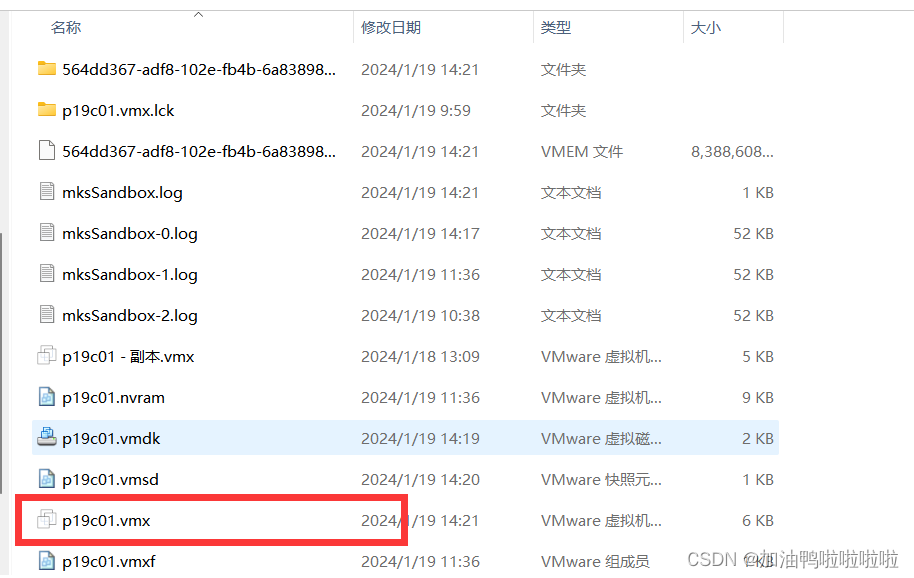 名称 修改日期 类型 大小
564dd367-adf8-102e-fb4b-6a83898... 2024/1/19 14:21 文件夹
p19c01.vmx.lck 2024/1/19 9:59 文件夹
564dd367-adf8-102e-fb4b-6a83898... 2024/1/19 14:21 VMEM 文件 8,388,608...
mksSandbox.log 2024/1/19 14:21 文本文档 1 KB
mksSandbox-0.log 2024/1/19 14:17 文本文档 52 KB
mksSandbox-1.log 2024/1/19 11:36 文本文档 52 KB
mksSandbox-2.log 2024/1/19 10:38 文本文档 52 KB
p19c01 - 副本.vmx 2024/1/18 13:09 VMware 虚拟机... 5 KB
p19c01.nvram 2024/1/19 11:36 VMware 虚拟机... 9 KB
p19c01.vmdk 2024/1/19 14:19 VMware 虚拟磁... 2 KB
p19c01.vmsd 2024/1/19 14:20 VMware 快照元... 1 KB
p19c01.vmx 2024/1/19 14:21 VMware 虚拟机... 6 KB
p19c01.vmxf 2024/1/19 11:36 VMware 组成员 1 KB
CSDN @加油鸭啦啦啦啦